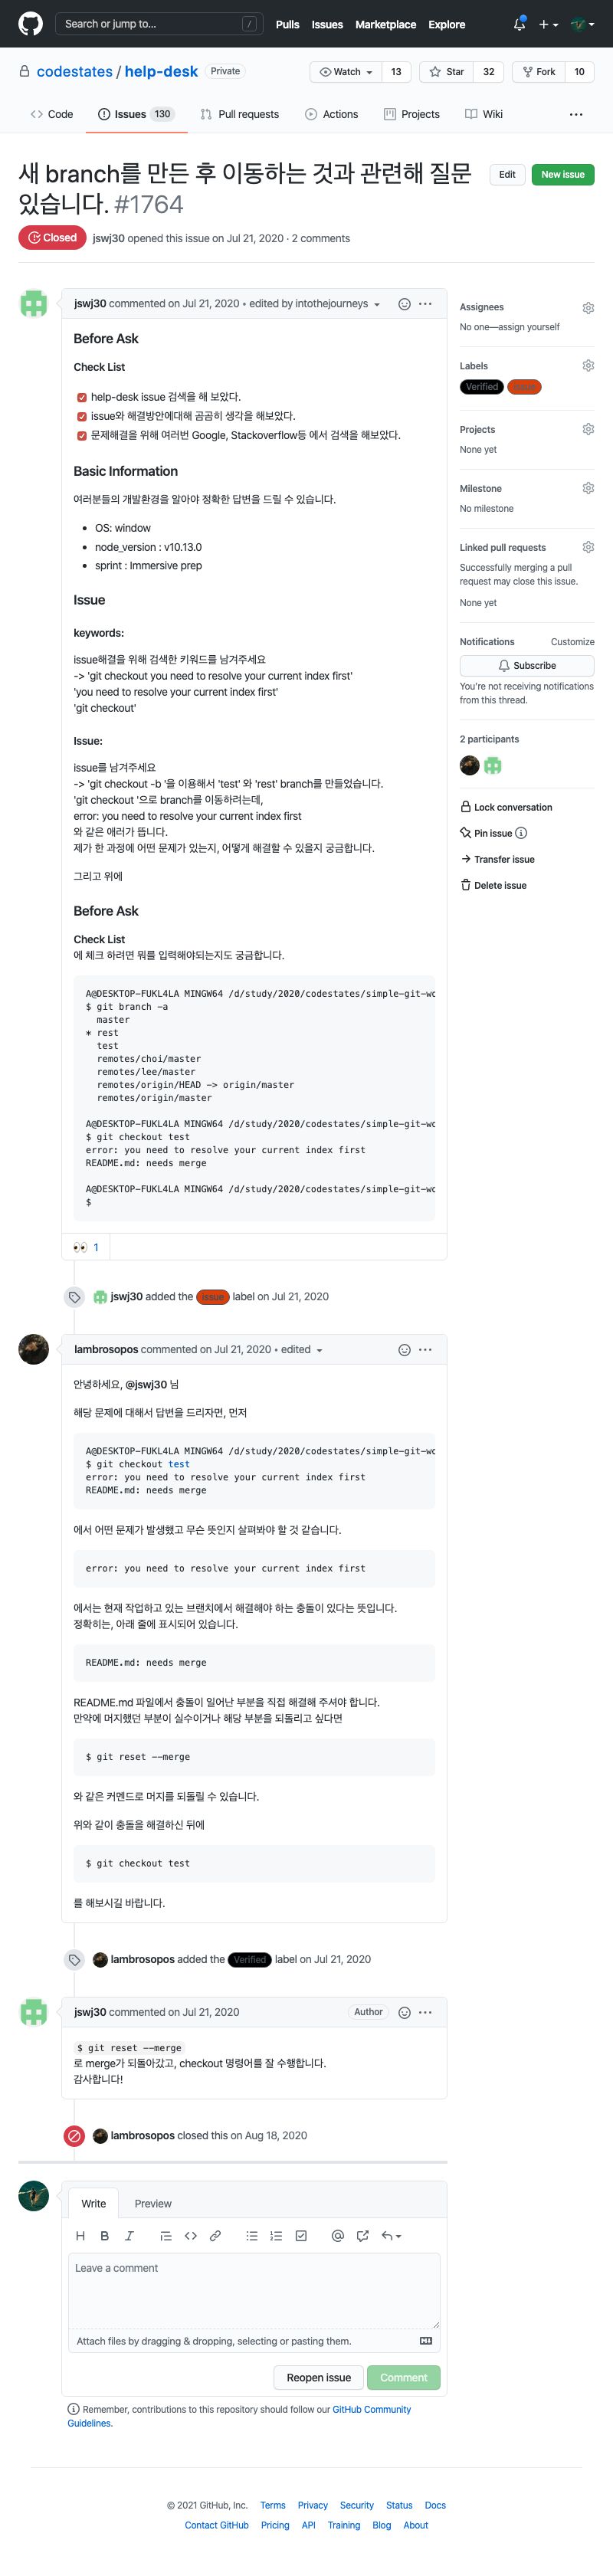 Search or jump to... /
Pulls Issues Marketplace Explore
codestates / help-desk Private
Watch 13 Star 32 Fork 10
Code Issues 130 Pull requests Actions Projects Wiki
새 branch를 만든 후 이동하는 것과 관련해 질문
있습니다. #1764
Edit New issue
Closed jswj30 opened this issue on Jul 21, 2020 · 2 comments
jswj30 commented on Jul 21, 2020 • edited by intothejourneys
Before Ask
Check List
help-desk issue 검색을 해 보았다.
issue와 해결방안에대해 곰곰히 생각을 해보았다.
문제해결을 위해 여러번 Google, Stackoverflow등 에서 검색을 해보았다.
Basic Information
여러분들의 개발환경을 알아야 정확한 답변을 드릴 수 있습니다.
OS: window
node_version : v10.13.0
sprint : Immersive prep
Issue
keywords:
issue해결을 위해 검색한 키워드를 남겨주세요
-> 'git checkout you need to resolve your current index first'
'you need to resolve your current index first'
'git checkout'
Issue:
issue를 남겨주세요
-> 'git checkout -b '을 이용해서 'test' 와 'rest' branch를 만들었습니다.
'git checkout '으로 branch를 이동하려는데,
error: you need to resolve your current index first
와 같은 애러가 뜹니다.
제가 한 과정에 어떤 문제가 있는지, 어떻게 해결할 수 있을지 궁금합니다.
그리고 위에
Before Ask
Check List
에 체크 하려면 뭐를 입력해야되는지도 궁금합니다.
A@DESKTOP-FUKL4LA MINGW64 /d/study/2020/codestates/simple-git-wo
$ git branch -a
master
* rest
test
remotes/choi/master
remotes/lee/master
remotes/origin/HEAD -> origin/master
remotes/origin/master
A@DESKTOP-FUKL4LA MINGW64 /d/study/2020/codestates/simple-git-wo
$ git checkout test
error: you need to resolve your current index first
README.md: needs merge
A@DESKTOP-FUKL4LA MINGW64 /d/study/2020/codestates/simple-git-wo
$
👀 1
jswj30 added the issue label on Jul 21, 2020
lambrosopos commented on Jul 21, 2020 • edited
안녕하세요, @jswj30 님
해당 문제에 대해서 답변을 드리자면, 먼저
A@DESKTOP-FUKL4LA MINGW64 /d/study/2020/codestates/simple-git-wo
$ git checkout test
error: you need to resolve your current index first
README.md: needs merge
에서 어떤 문제가 발생했고 무슨 뜻인지 살펴봐야 할 것 같습니다.
error: you need to resolve your current index first
에서는 현재 작업하고 있는 브랜치에서 해결해야 하는 충돌이 있다는 뜻입니다.
정확히는, 아래 줄에 표시되어 있습니다.
README.md: needs merge
README.md 파일에서 충돌이 일어난 부분을 직접 해결해 주셔야 합니다.
만약에 머지했던 부분이 실수이거나 해당 부분을 되돌리고 싶다면
$ git reset --merge
와 같은 커멘드로 머지를 되돌릴 수 있습니다.
위와 같이 충돌을 해결하신 뒤에
$ git checkout test
를 해보시길 바랍니다.
lambrosopos added the Verified label on Jul 21, 2020
jswj30 commented on Jul 21, 2020 Author
$ git reset --merge
로 merge가 되돌아갔고, checkout 명령어를 잘 수행합니다.
감사합니다!
lambrosopos closed this on Aug 18, 2020
Write Preview
Leave a comment
Attach files by dragging & dropping, selecting or pasting them.
Reopen issue Comment
Remember, contributions to this repository should follow our GitHub Community
Guidelines.
Assignees
No one—assign yourself
Labels
Verified issue
Projects
None yet
Milestone
No milestone
Linked pull requests
Successfully merging a pull
request may close this issue.
None yet
Notifications Customize
Subscribe
You're not receiving notifications
from this thread.
2 participants
Lock conversation
Pin issue
Transfer issue
Delete issue
© 2021 GitHub, Inc. Terms Privacy Security Status Docs
Contact GitHub Pricing API Training Blog About